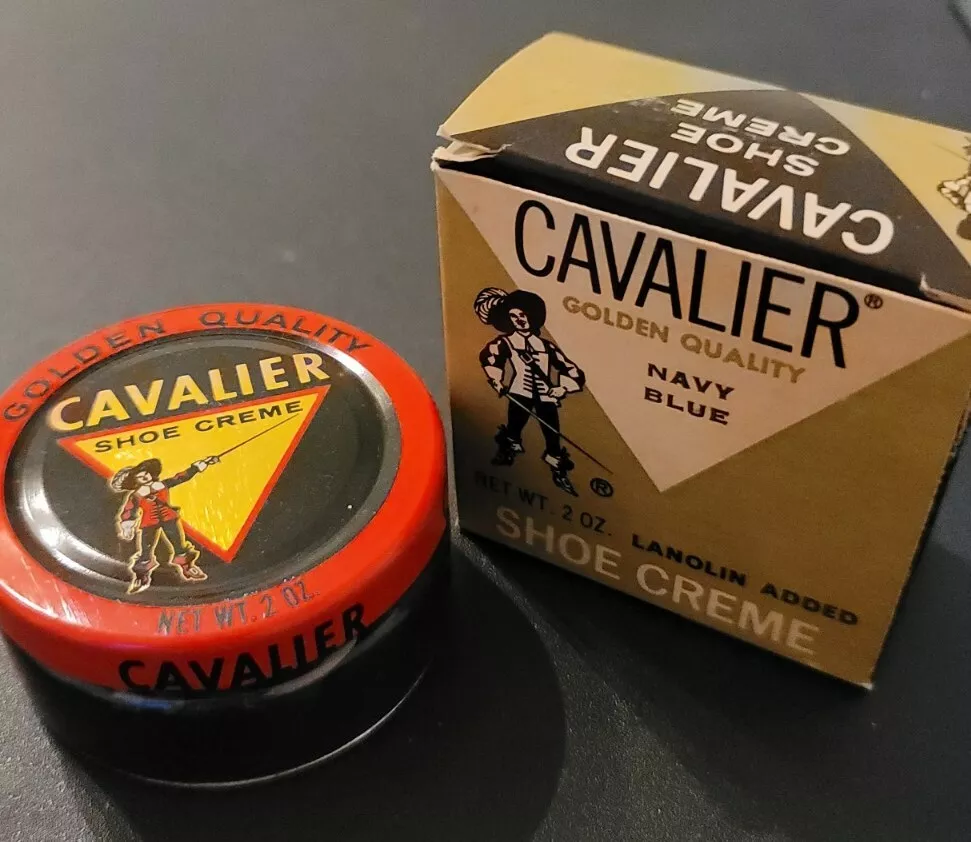 GOLDEN QUALITY
CAVALIER
SHOE CREME
NET WT. 2 OZ.
CAVALIER
CAVALIER
SHOE
CREME
CAVALIER®
GOLDEN QUALITY
NAVY
BLUE
®
NET WT. 2 OZ.
LANOLIN ADDED
SHOE CREME